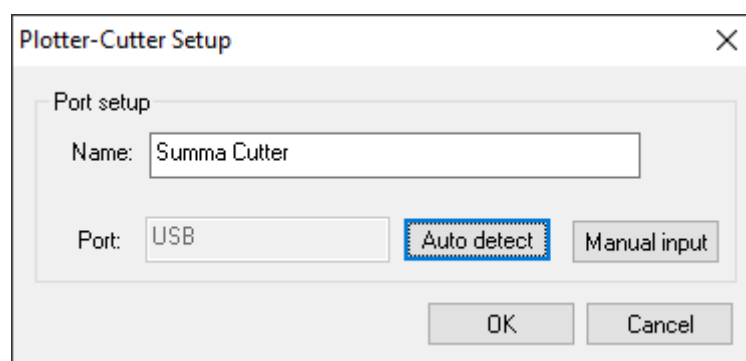 Plotter-Cutter Setup
Port setup
Name: Summa Cutter
Port: USB Auto detect Manual input
OK Cancel